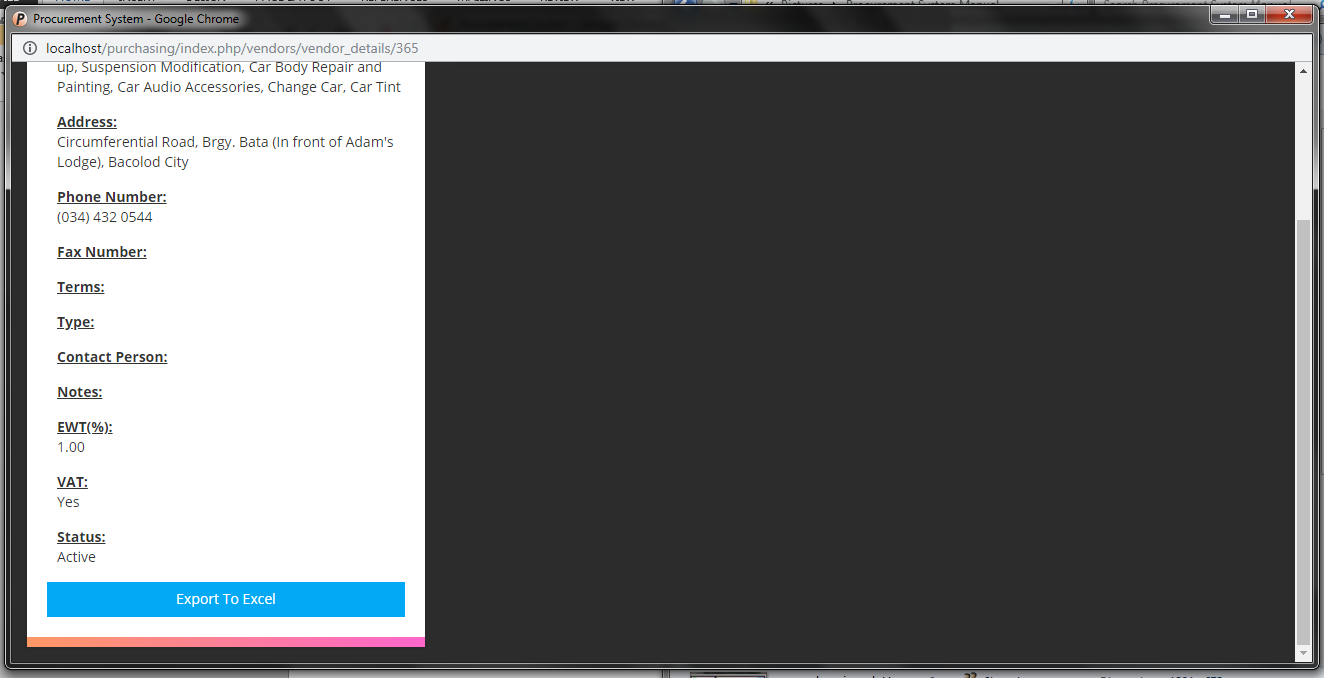 Procurement System - Google Chrome
localhost/purchasing/index.php/vendors/vendor_details/365
up, Suspension Modification, Car Body Repair and
Painting, Car Audio Accessories, Change Car, Car Tint
Address:
Circumferential Road, Brgy. Bata (In front of Adam's
Lodge), Bacolod City
Phone Number:
(034) 432 0544
Fax Number:
Terms:
Type:
Contact Person:
Notes:
EWT(%):
1.00
VAT:
Yes
Status:
Active
Export To Excel